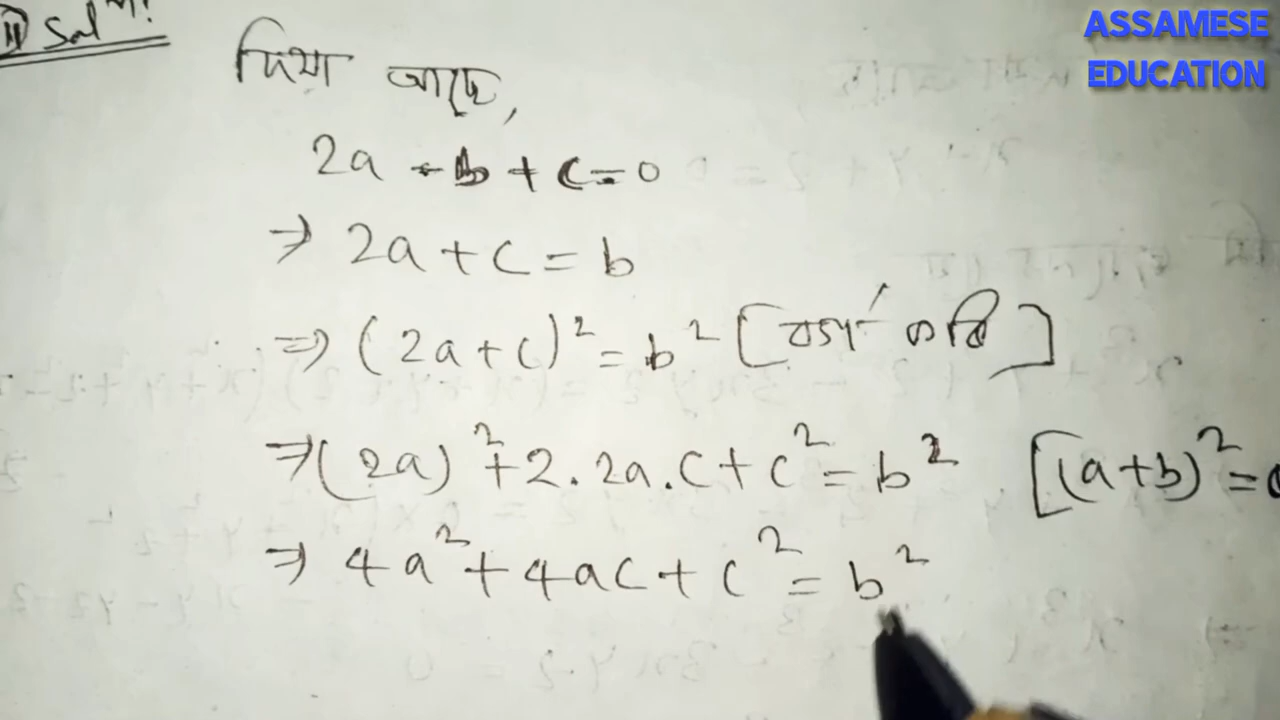 ii) Sol^n:
ASSAMESE
EDUCATION
দিয়া আছে,
2a - b + c = 0
⇒ 2a + c = b
⇒ (2a + c)² = b² [বৰ্গ কৰি]
⇒ (2a)² + 2.2a.c + c² = b² [(a+b)² =
⇒ 4a² + 4ac + c² = b²